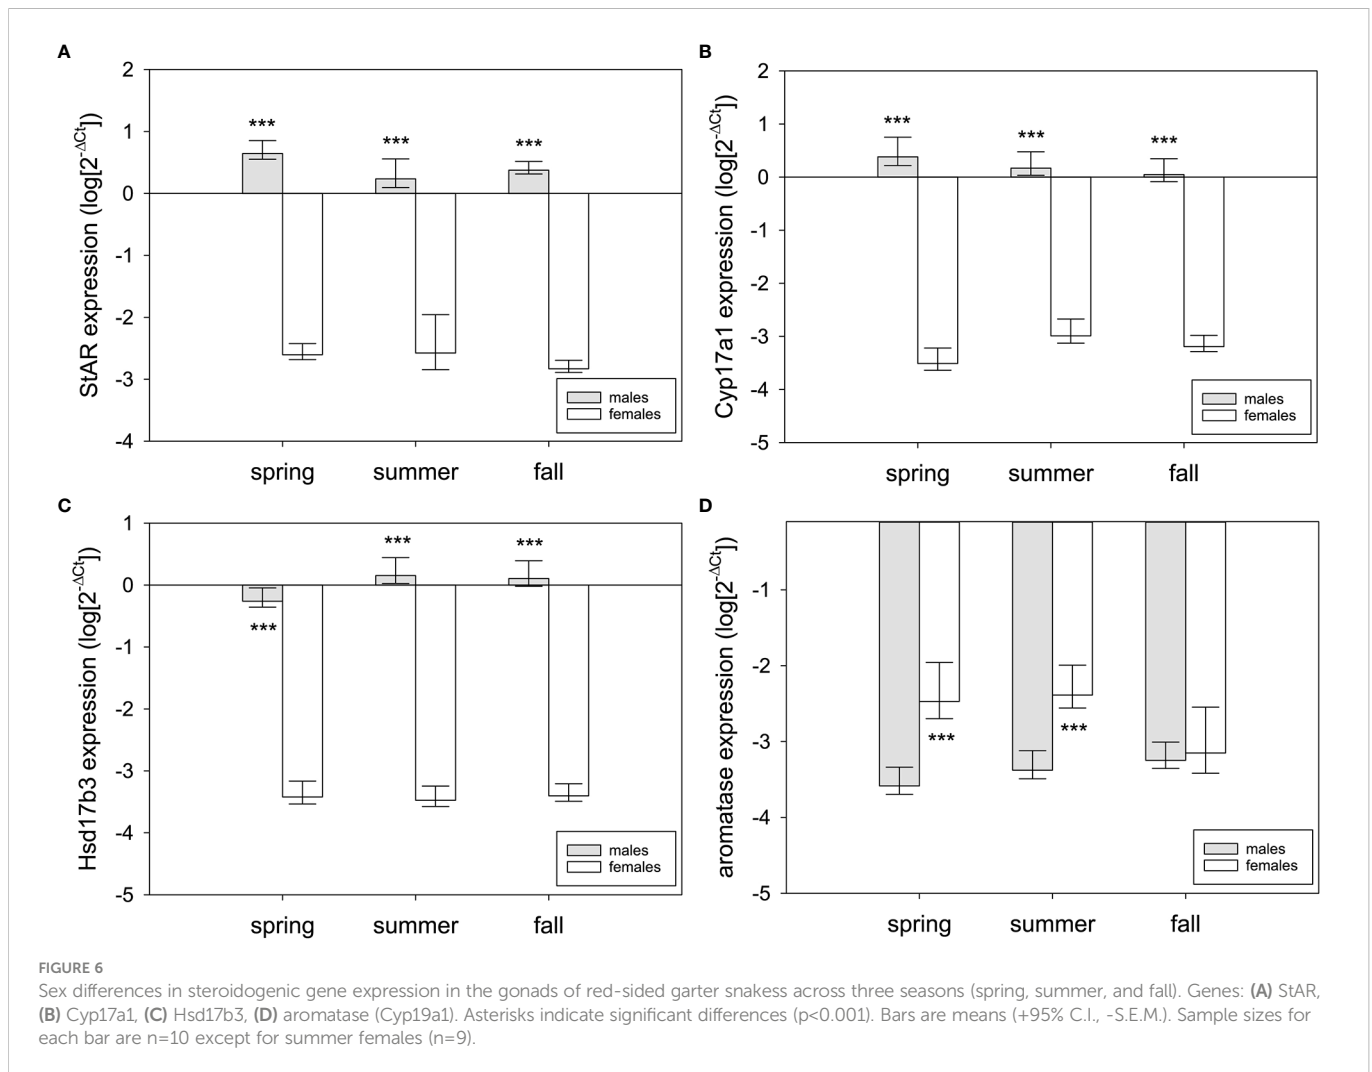 A
2
1
0
-1
-2
-3
-4
StAR expression (log[2-ΔCt])
***
***
***
males
females
spring summer fall
B
2
1
0
-1
-2
-3
-4
-5
Cyp17a1 expression (log[2-ΔCt])
***
***
***
males
females
spring summer fall
C
1
0
-1
-2
-3
-4
-5
Hsd17b3 expression (log[2-ΔCt])
***
***
***
males
females
spring summer fall
D
-1
-2
-3
-4
-5
aromatase expression (log[2-ΔCt])
***
***
males
females
spring summer fall
FIGURE 6
Sex differences in steroidogenic gene expression in the gonads of red-sided garter snakess across three seasons (spring, summer, and fall). Genes: (A) StAR,
(B) Cyp17a1, (C) Hsd17b3, (D) aromatase (Cyp19a1). Asterisks indicate significant differences (p<0.001). Bars are means (+95% C.I., -S.E.M.). Sample sizes for
each bar are n=10 except for summer females (n=9).